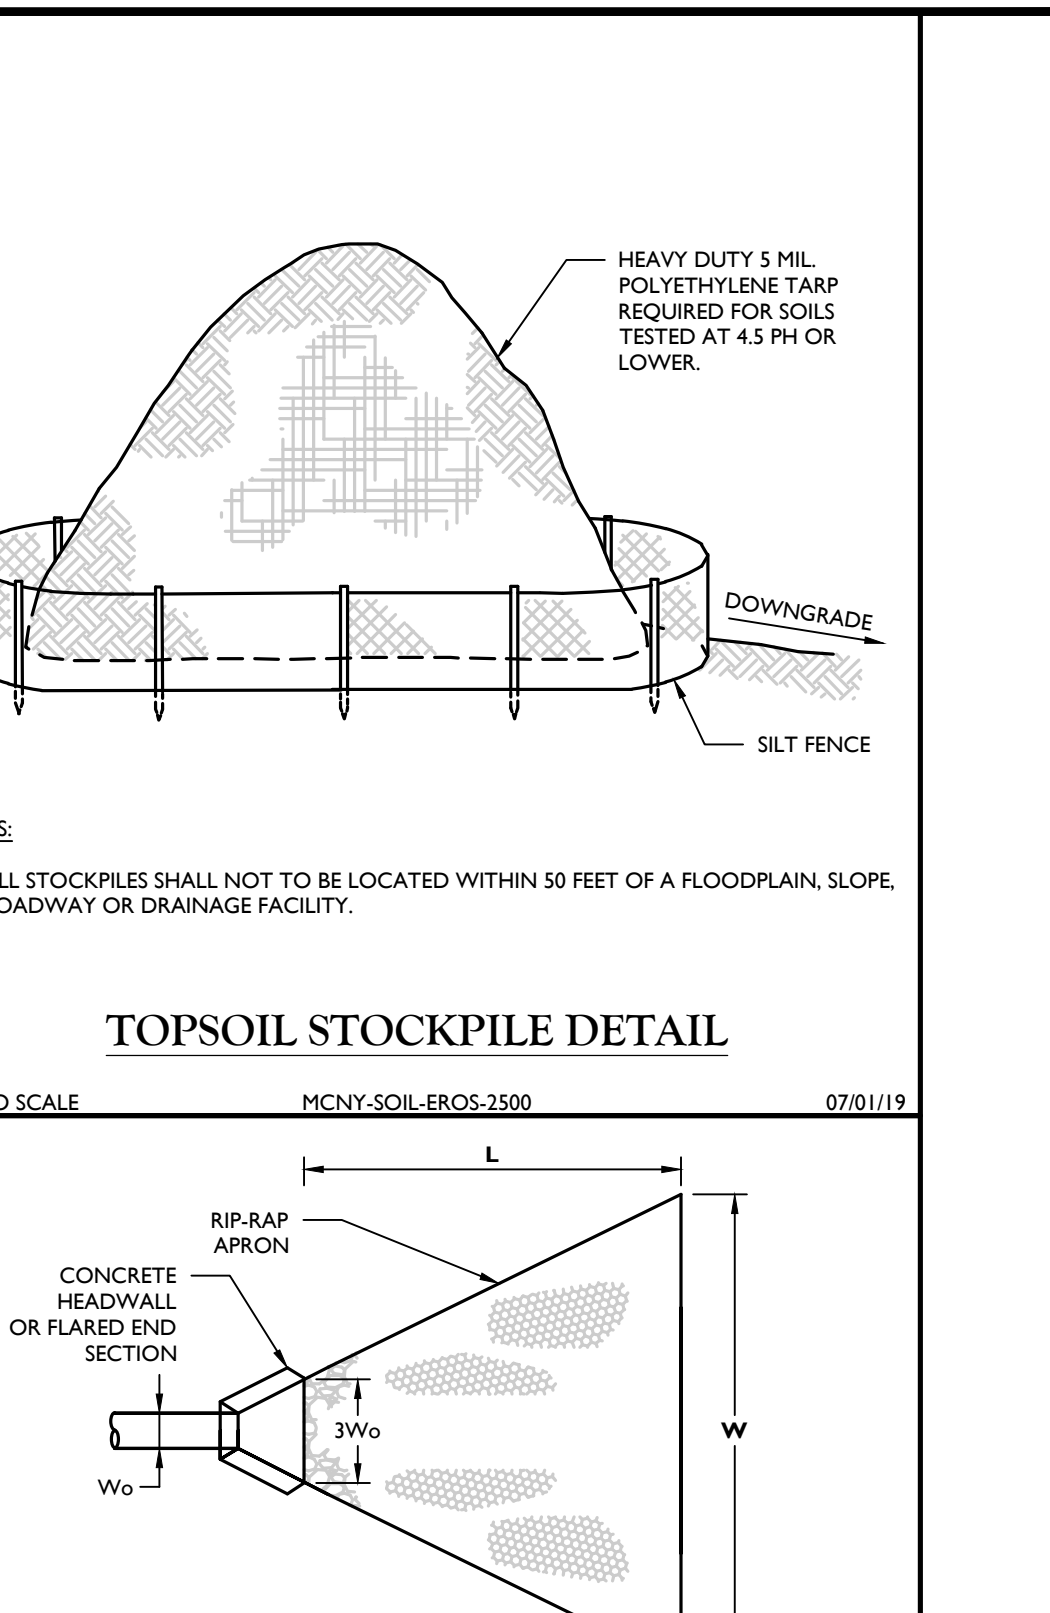 HEAVY DUTY 5 MIL.
POLYETHYLENE TARP
REQUIRED FOR SOILS
TESTED AT 4.5 PH OR
LOWER.
DOWNGRADE
SILT FENCE
S:
LL STOCKPILES SHALL NOT TO BE LOCATED WITHIN 50 FEET OF A FLOODPLAIN, SLOPE,
OADWAY OR DRAINAGE FACILITY.
TOPSOIL STOCKPILE DETAIL
O SCALE
MCNY-SOIL-EROS-2500
07/01/19
L
RIP-RAP
APRON
CONCRETE
HEADWALL
OR FLARED END
SECTION
3Wo
W
Wo